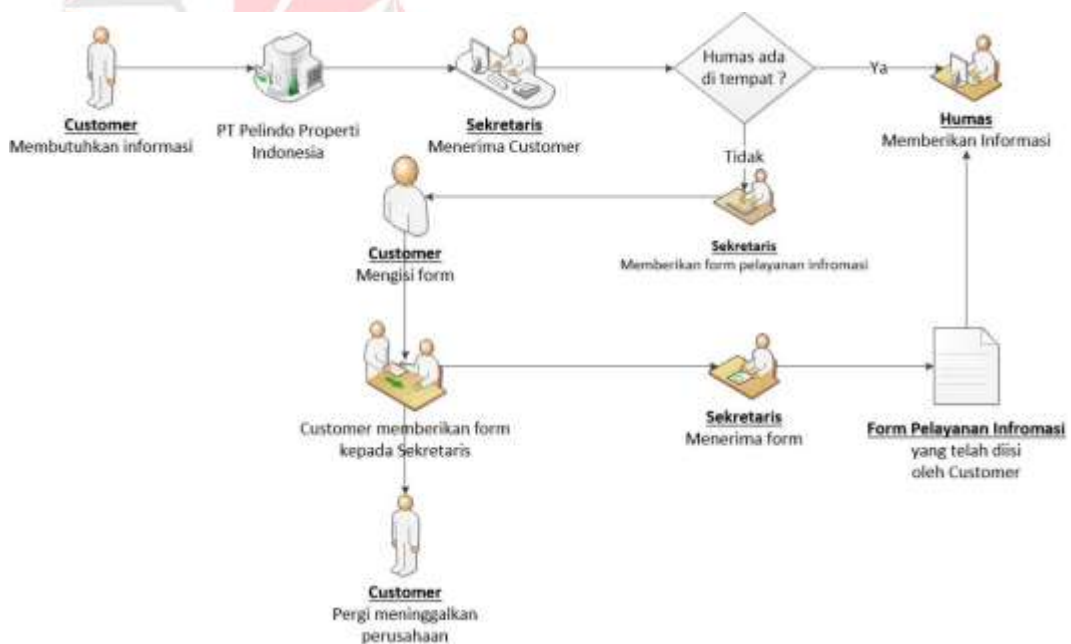 Customer
Membutuhkan informasi
PT Pelindo Properti
Indonesia
Sekretaris
Menerima Customer
Humas ada
di tempat ?
Ya
Humas
Memberikan Informasi
Tidak
Customer
Mengisi form
Sekretaris
Memberikan form pelayanan infromasi
Customer memberikan form
kepada Sekretaris
Sekretaris
Menerima form
Form Pelayanan Infromasi
yang telah diisi
oleh Customer
Customer
Pergi meninggalkan
perusahaan